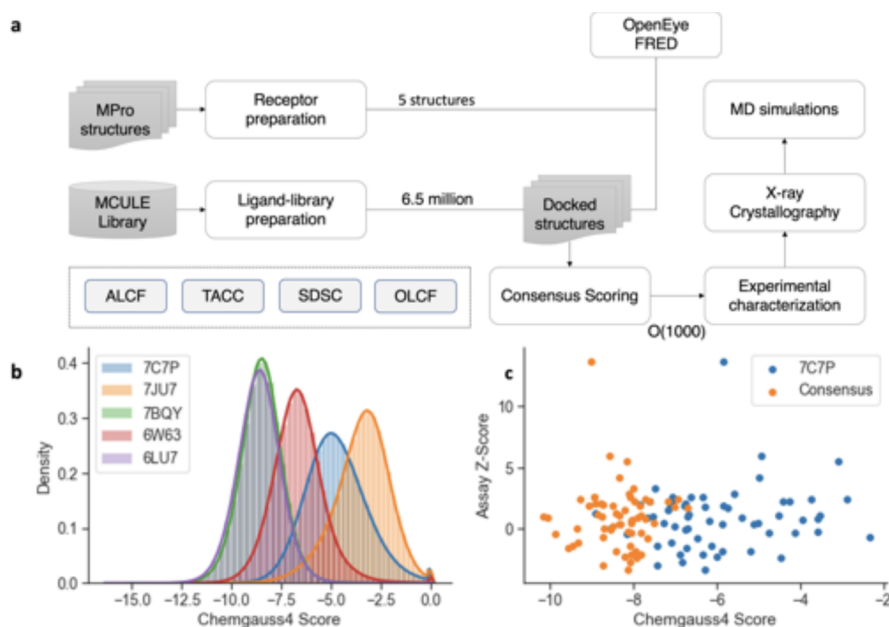 a
OpenEye
FRED
MPro
structures
Receptor
preparation
5 structures
MD simulations
MCULE
Library
Ligand-library
preparation
6.5 million
Docked
structures
X-ray
Crystallography
ALCF
TACC
SDSC
OLCF
Consensus Scoring
O(1000)
Experimental
characterization
b
0.4
0.3
0.2
0.1
0.0
Density
7C7P
7JU7
7BQY
6W63
6LU7
−15.0
−12.5
−10.0
−7.5
−5.0
−2.5
0.0
Chemgauss4 Score
c
10
5
0
Assay Z-Score
7C7P
Consensus
−10
−8
−6
−4
−2
Chemgauss4 Score